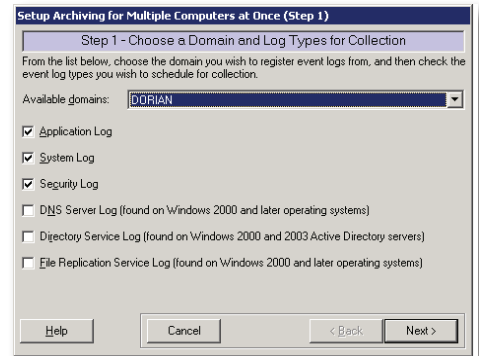 Setup Archiving for Multiple Computers at Once (Step 1)
Step 1 - Choose a Domain and Log Types for Collection
From the list below, choose the domain you wish to register event logs from, and then check the
event log types you wish to schedule for collection.
Available domains: DORIAN
Application Log
System Log
Security Log
DNS Server Log (found on Windows 2000 and later operating systems)
Directory Service Log (found on Windows 2000 and 2003 Active Directory servers)
File Replication Service Log (found on Windows 2000 and later operating systems)
Help Cancel < Back Next >